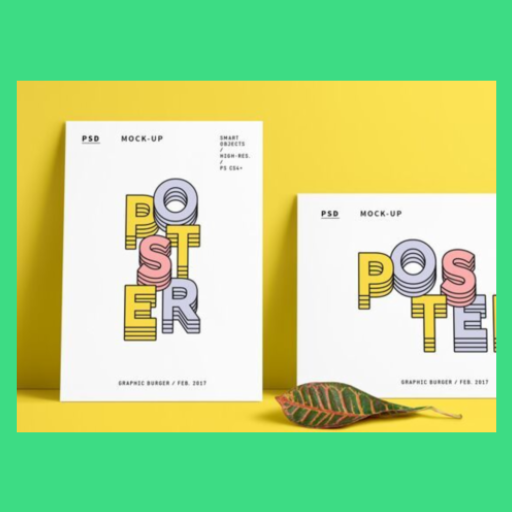 PSD MOCK-UP
SMART
OBJECTS
/
HIGH-RES.
/
PS CS4+
PO
ST
ER
GRAPHIC BURGER / FEB. 2017
PSD MOCK-UP
POS
TE
GRAPHIC BURGER / FEB. 2017